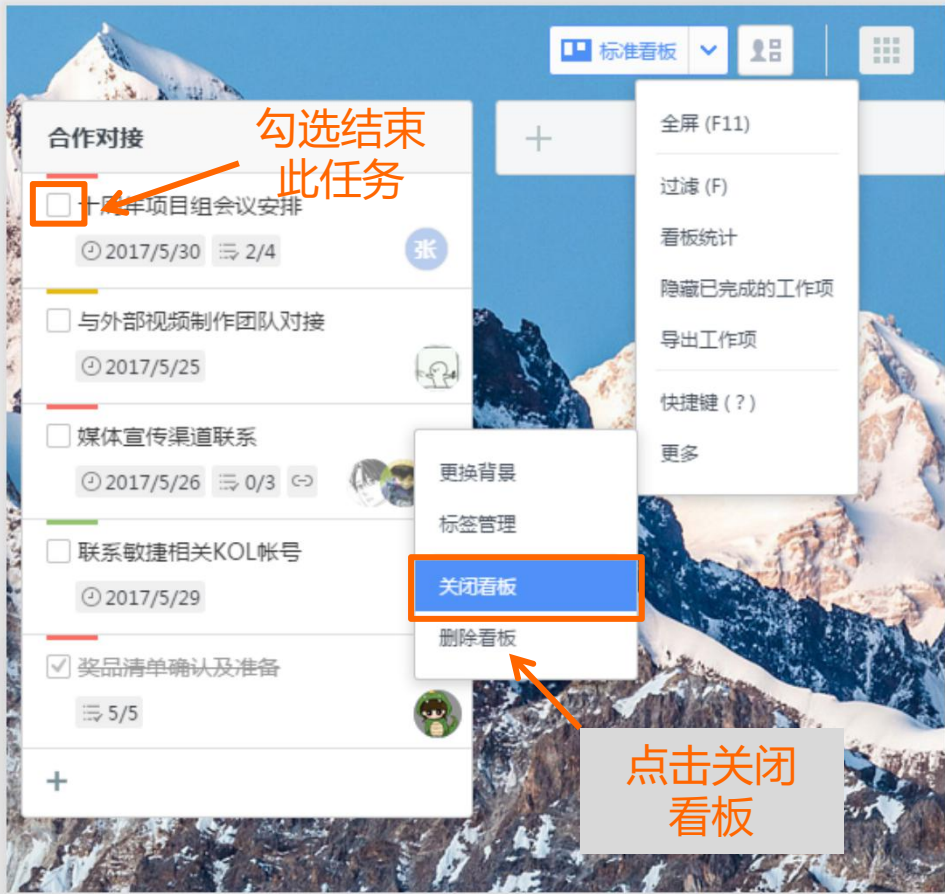 标准看板
合作对接
勾选结束
此任务
十周年项目组会议安排
2017/5/30 2/4
张
与外部视频制作团队对接
2017/5/25
媒体宣传渠道联系
2017/5/26 0/3
联系敏捷相关KOL帐号
2017/5/29
奖品清单确认及准备
5/5
+
+
全屏 (F11)
过滤 (F)
看板统计
隐藏已完成的工作项
导出工作项
快捷键 ( ? )
更多
更换背景
标签管理
关闭看板
删除看板
点击关闭
看板